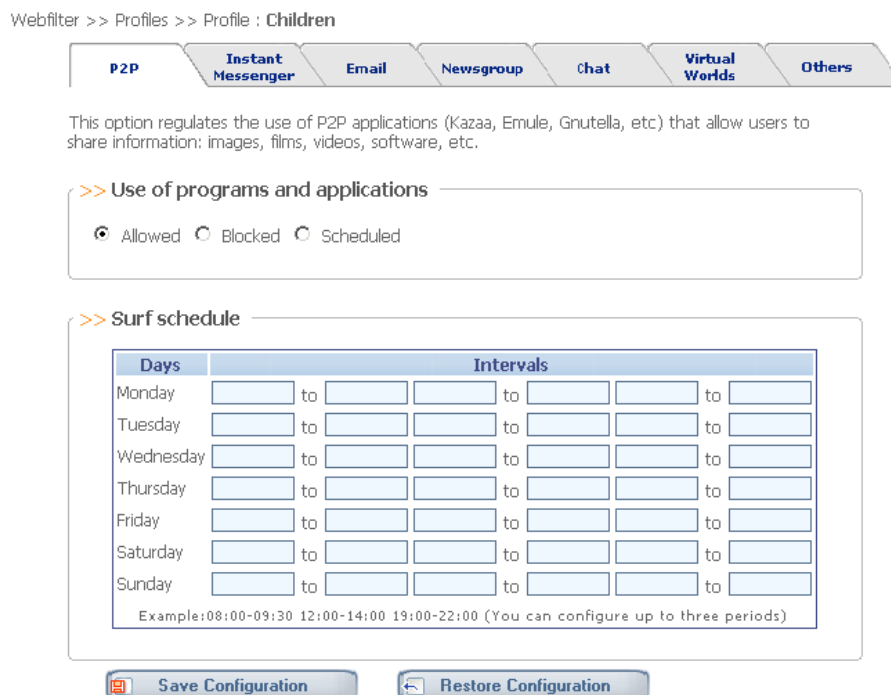 Webfilter >> Profiles >> Profile : Children
P2P
Instant Messenger
Email
Newsgroup
Chat
Virtual Worlds
Others
This option regulates the use of P2P applications (Kazaa, Emule, Gnutella, etc) that allow users to
share information: images, films, videos, software, etc.
>> Use of programs and applications
Allowed Blocked Scheduled
>> Surf schedule
Days Intervals
Monday to to to
Tuesday to to to
Wednesday to to to
Thursday to to to
Friday to to to
Saturday to to to
Sunday to to to
Example:08:00-09:30 12:00-14:00 19:00-22:00 (You can configure up to three periods)
Save Configuration Restore Configuration